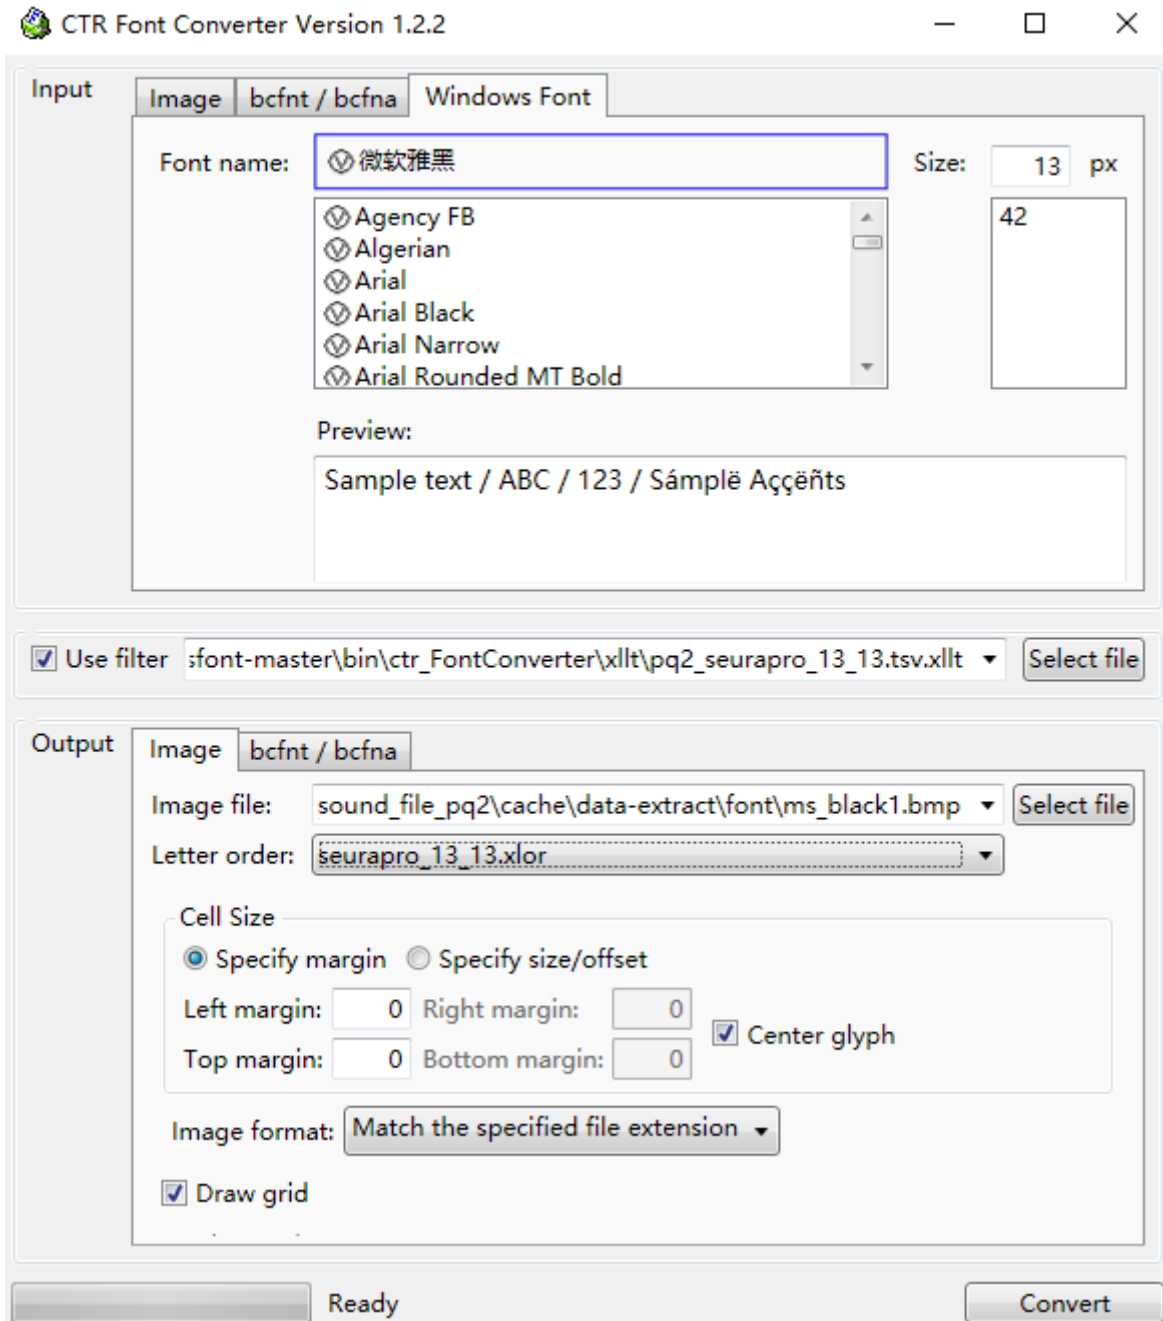 CTR Font Converter Version 1.2.2
Input
Image
bcfnt / bcfna
Windows Font
Font name:
微软雅黑
Size:
13
px
Agency FB
Algerian
Arial
Arial Black
Arial Narrow
Arial Rounded MT Bold
42
Preview:
Sample text / ABC / 123 / Sámplë Aççëñts
Use filter
sfont-master\bin\ctr_FontConverter\xllt\pq2_seurapro_13_13.tsv.xllt
Select file
Output
Image
bcfnt / bcfna
Image file:
sound_file_pq2\cache\data-extract\font\ms_black1.bmp
Select file
Letter order:
seurapro_13_13.xlor
Cell Size
Specify margin
Specify size/offset
Left margin:
0
Right margin:
0
Top margin:
0
Bottom margin:
0
Center glyph
Image format:
Match the specified file extension
Draw grid
Ready
Convert